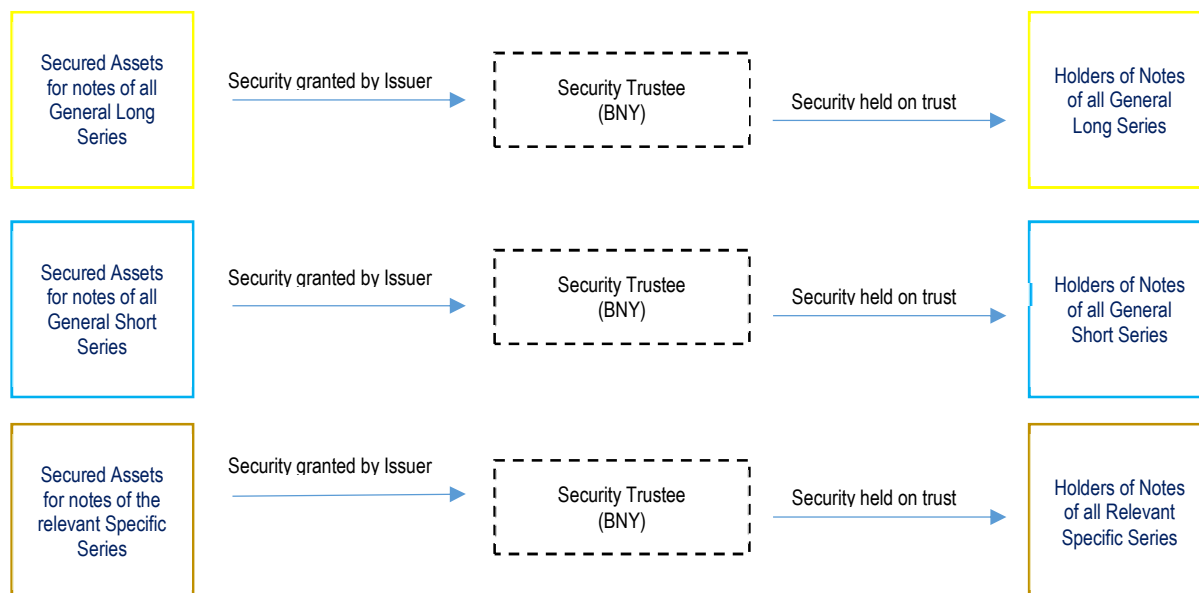 Secured Assets
for notes of all
General Long
Series
Security granted by Issuer
Security Trustee
(BNY)
Security held on trust
Holders of Notes
of all General
Long Series
Secured Assets
for notes of all
General Short
Series
Security granted by Issuer
Security Trustee
(BNY)
Security held on trust
Holders of Notes
of all General
Short Series
Secured Assets
for notes of the
relevant Specific
Series
Security granted by Issuer
Security Trustee
(BNY)
Security held on trust
Holders of Notes
of all Relevant
Specific Series